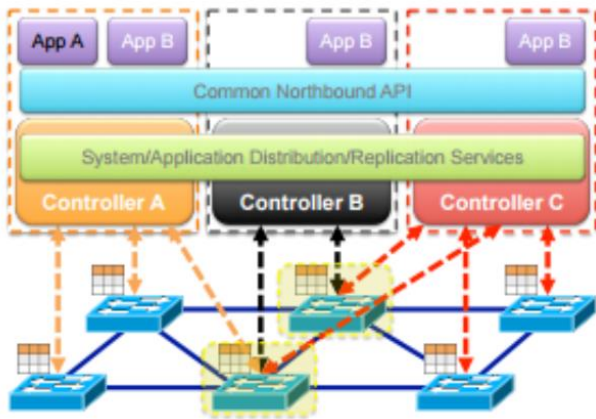 App A
App B
App B
App B
Common Northbound API
System/Application Distribution/Replication Services
Controller A
Controller B
Controller C